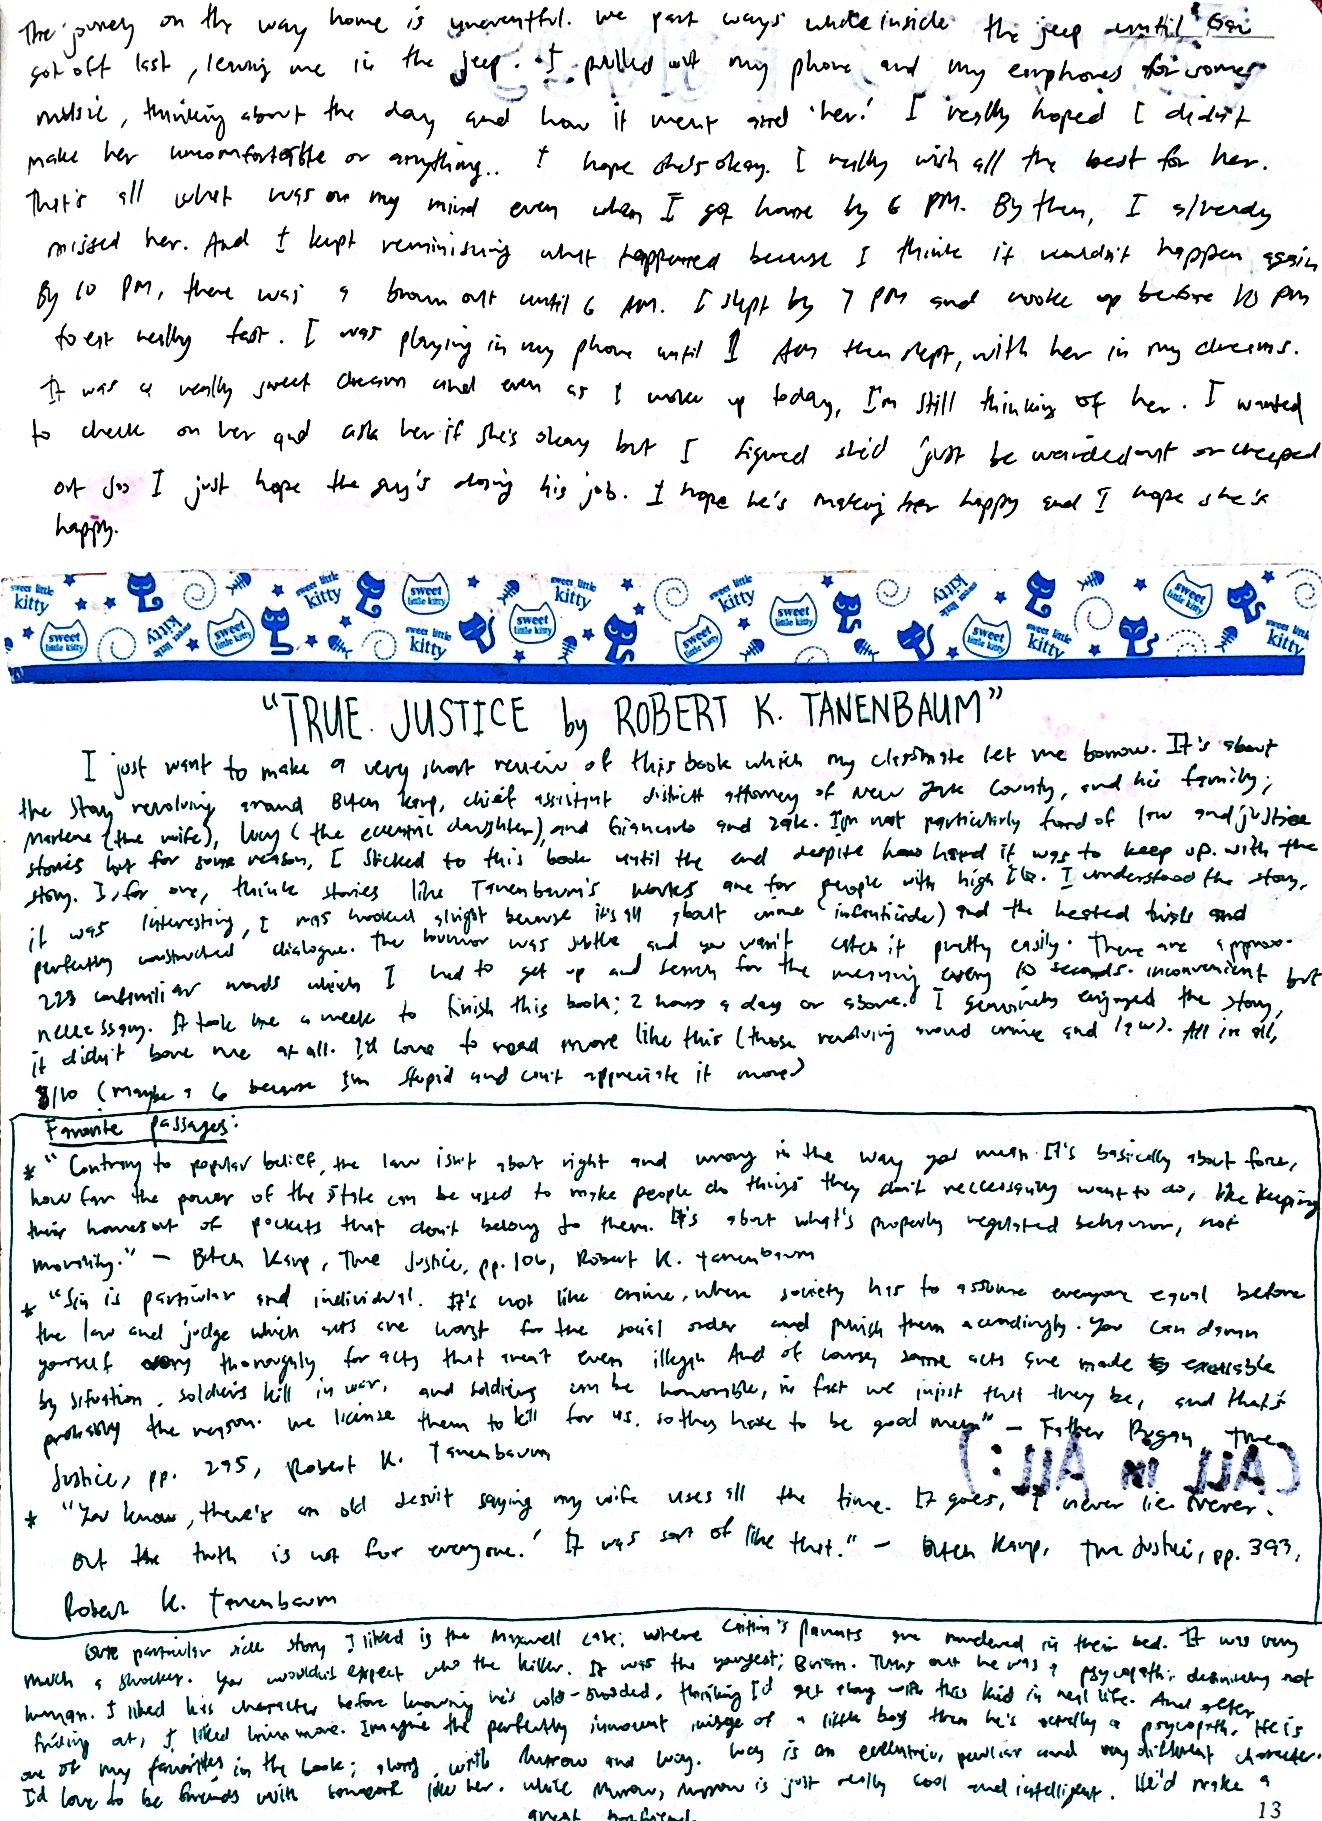 The journey on the way home is uneventful. We part ways while inside the jeep until
got off last, leaving me in the jeep. I pulled out my phone and my earphones for some
music, thinking about the day and how it went and 'her.' I really hoped I didn't
make her uncomfortable or anything.. I hope she's okay. I really wish all the best for her.
That's all what was on my mind even when I got home by 6 PM. By then, I already
missed her. And I kept reminiscing what happened because I think it wouldn't happen again
By 10 PM, there was a brown out until 6 AM. I slept by 7 PM and woke up before 10 pm
to eat really fast. I was playing in my phone until 1 Am then slept, with her in my dreams.
It was a really sweet dream and even as I woke up today, I'm still thinking of her. I wanted
to check on her and ask her if she's okay but I figured she'd just be weirded out or creeped
out so I just hope the guy's doing his job. I hope he's making her happy and I hope she's
happy.
sweet little kitty
"TRUE JUSTICE by ROBERT K. TANENBAUM"
I just want to make a very short review of this book which my classmate let me borrow. It's about
the story revolving around Butch Karp, chief assistant district attorney of New York County, and his family;
Marlene (the wife), Lucy (the eccentric daughter), and Giancarlo and Zak. I'm not particularly fond of law and justice
stories but for some reason, I sticked to this book until the end despite how hard it was to keep up with the
story. I, for one, think stories like Tanenbaum's works are for people with high IQ. I understood the story,
it was interesting, I was hooked alright because it's all about crime (infanticide) and the heated trials and
perfectly constructed dialogue. The humor was subtle and you won't catch it pretty easily. There are approx.
223 unfamiliar words which I had to get up and search for the meaning every 10 seconds. inconvenient but
necessary. It took me a week to finish this book; 2 hours a day or above. I genuinely enjoyed the story,
it didn't bore me at all. I'd love to read more like this (those revolving around crime and law). All in all,
8/10 (maybe a 6 because I'm stupid and can't appreciate it more)
Favorite passages:
* "Contrary to popular belief, the law isn't about right and wrong in the way you mean. It's basically about force,
how far the power of the state can be used to make people do things they don't neccessarily want to do, like keeping
their homes out of pockets that don't belong to them. It's about what's properly regulated behavior, not
morality." — Butch Karp, True Justice, pp. 106, Robert K. Tanenbaum
* "Sin is particular and individual. It's not like crime, where society has to assume everyone equal before
the law and judge which acts are worst for the social order and punish them accordingly. You can damn
yourself very thoroughly for acts that aren't even illegal. And of course, some acts are made excusable
by situation. soldiers kill in war, and soldiers can be honorable, in fact we insist that they be, and that's
probably the reason. we license them to kill for us, so they have to be good men" — Father Dugan, True
Justice, pp. 295, Robert K. Tanenbaum
(ALL IN ALL :)
* "You know, there's an old jesuit saying my wife uses all the time. It goes, 'I never lie. Never.
But the truth is not for everyone.' It was sort of like that." — Butch Karp, True Justice, pp. 393,
Robert K. Tanenbaum
One particular side story I liked is the Maxwell case; where Caitlin's parents are murdered in their bed. It was very
much a shocker. You wouldn't expect who the killer. It was the youngest; Brian. Turns out he was a psycopath; definitely not
human. I liked his character before knowing he's cold-blooded, thinking I'd get along with this kid in real life. And after
finding out, I liked him more. Imagine the perfectly innocent image of a little boy then he's actually a psycopath. He is
one of my favorites in the book; along with Murrow and Lucy. Lucy is an eccentric, peculiar and very different character.
I'd love to be friends with someone like her. while Murrow, Murrow is just really cool and intelligent. He'd make a
great boyfriend.
13